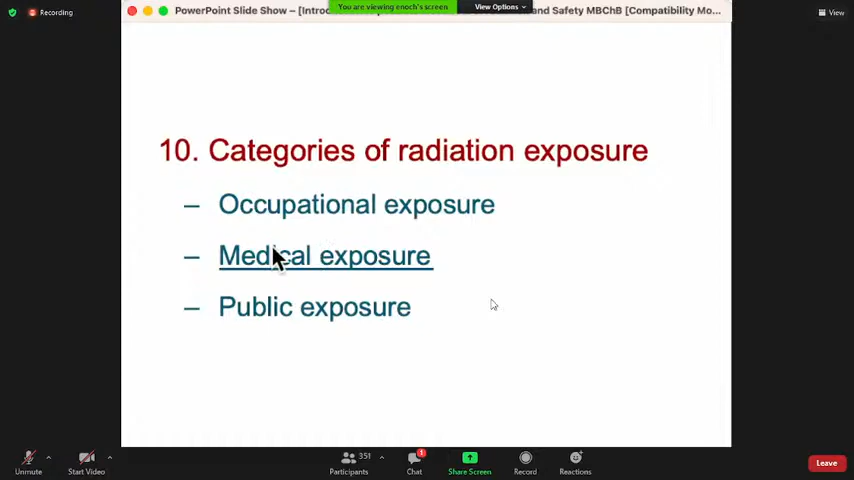 Recording
PowerPoint Slide Show – [Introd
You are viewing enoch's screen
View Options
and Safety MBChB [Compatibility Mo...
View
10. Categories of radiation exposure
– Occupational exposure
– Medical exposure
– Public exposure
Unmute
Start Video
351
Participants
1
Chat
Share Screen
Record
Reactions
Leave